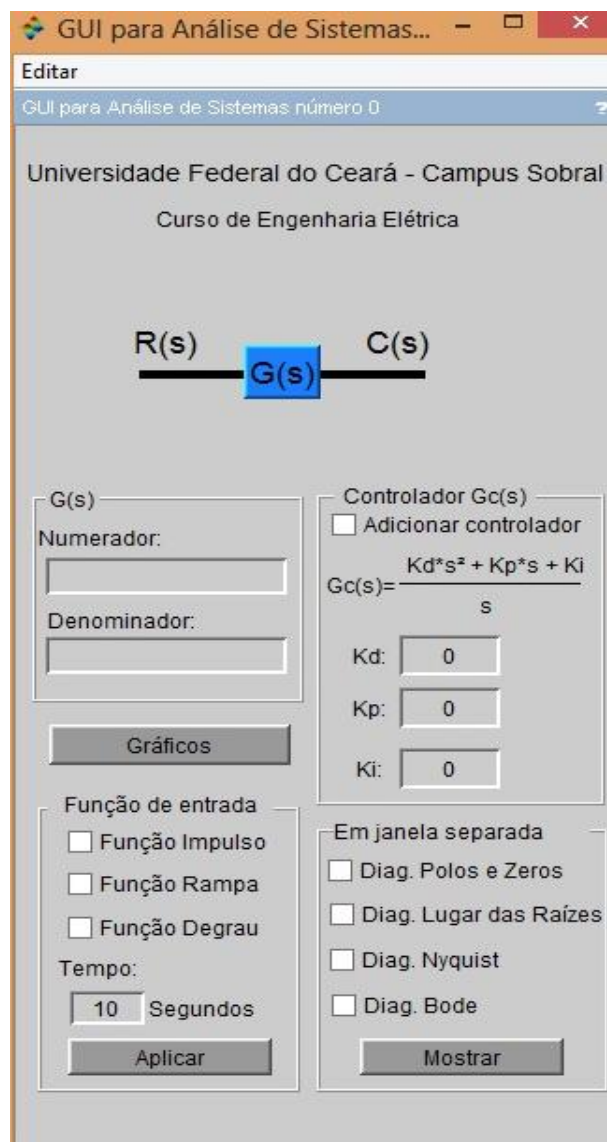 GUI para Análise de Sistemas...
Editar
GUI para Análise de Sistemas número 0 ?
Universidade Federal do Ceará - Campus Sobral
Curso de Engenharia Elétrica
R(s) C(s)
G(s)
G(s)
Numerador:
Denominador:
Gráficos
Controlador Gc(s)
Adicionar controlador
Kd*s² + Kp*s + Ki
Gc(s)=
s
Kd: 0
Kp: 0
Ki: 0
Função de entrada
Função Impulso
Função Rampa
Função Degrau
Tempo:
10 Segundos
Aplicar
Em janela separada
Diag. Polos e Zeros
Diag. Lugar das Raízes
Diag. Nyquist
Diag. Bode
Mostrar